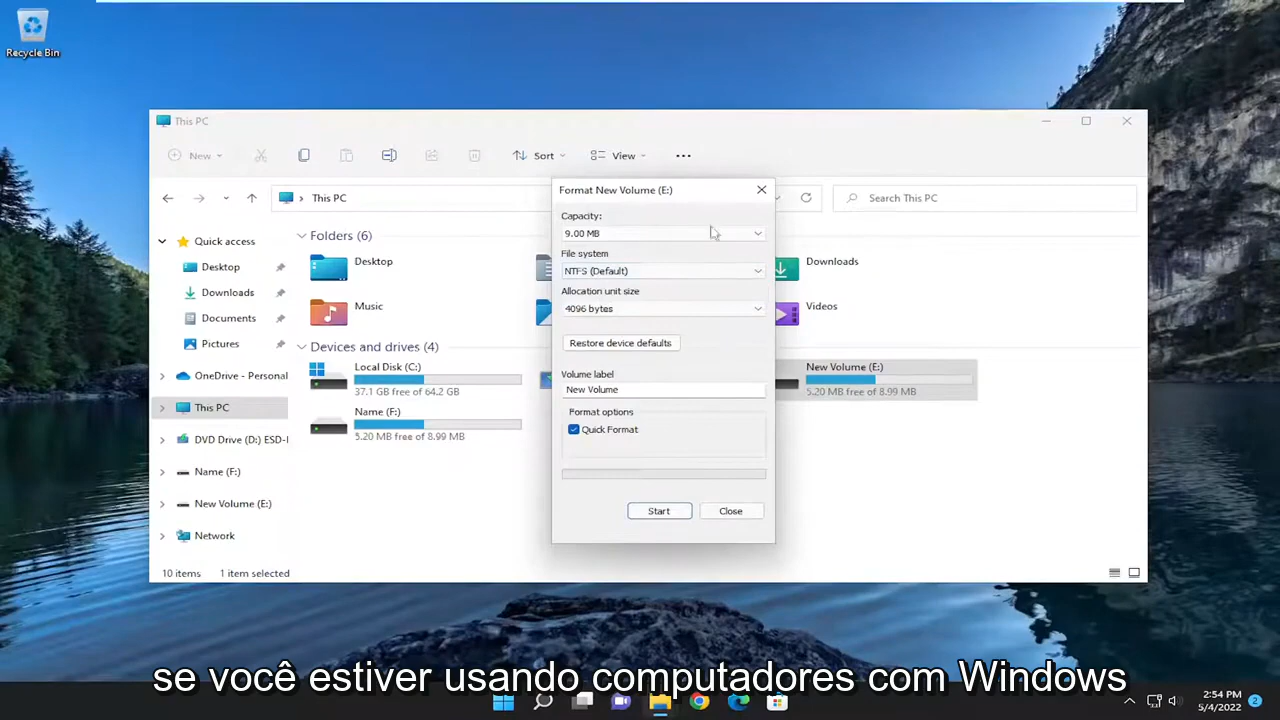 Recycle Bin
This PC
New
Sort
View
This PC
Search This PC
Quick access
Desktop
Downloads
Documents
Pictures
OneDrive - Personal
This PC
DVD Drive (D:) ESD-I
Name (F:)
New Volume (E:)
Network
Folders (6)
Desktop
Downloads
Music
Videos
Devices and drives (4)
Local Disk (C:)
37.1 GB free of 64.2 GB
New Volume (E:)
5.20 MB free of 8.99 MB
Name (F:)
5.20 MB free of 8.99 MB
Format New Volume (E:)
Capacity:
9.00 MB
File system
NTFS (Default)
Allocation unit size
4096 bytes
Restore device defaults
Volume label
New Volume
Format options
Quick Format
Start
Close
10 items
1 item selected
se você estiver usando computadores com Windows
2:54 PM
5/4/2022
2